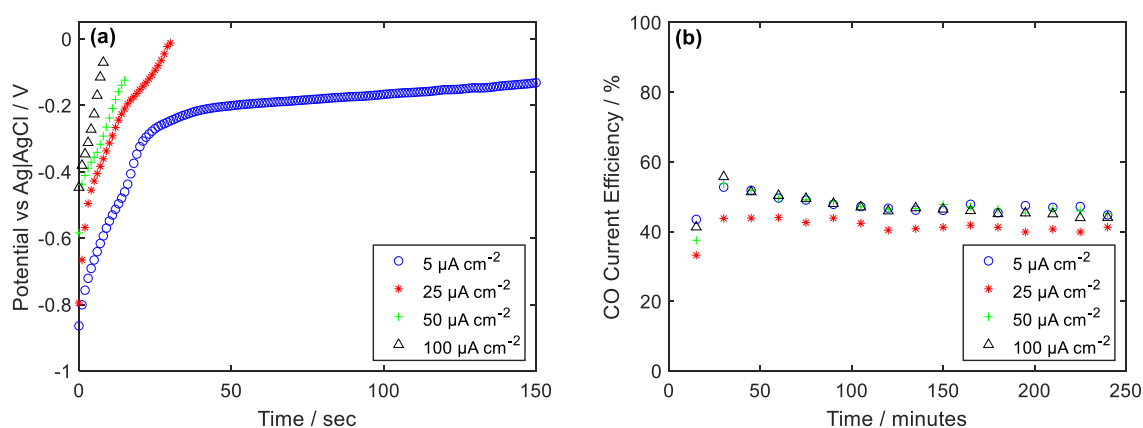 (a)
0
-0.2
-0.4
-0.6
-0.8
-1
Potential vs Ag|AgCl / V
0
50
100
150
Time / sec
5 µA cm⁻²
25 µA cm⁻²
50 µA cm⁻²
100 µA cm⁻²
(b)
100
80
60
40
20
0
CO Current Efficiency / %
0
50
100
150
200
250
Time / minutes
5 µA cm⁻²
25 µA cm⁻²
50 µA cm⁻²
100 µA cm⁻²